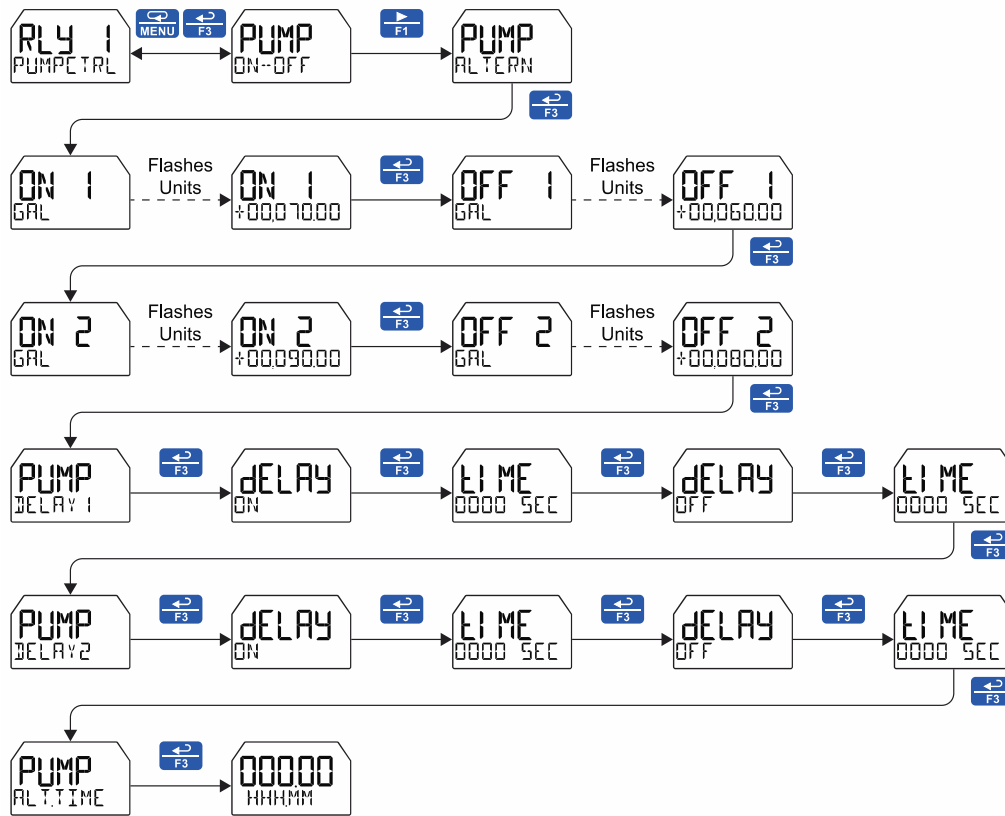 RLY 1
PUMPCTRL
MENU
F3
PUMP
ON--OFF
F1
PUMP
ALTERN
F3
ON 1
GAL
Flashes
Units
ON 1
+00,070.00
F3
OFF 1
GAL
Flashes
Units
OFF 1
+00,060.00
F3
ON 2
GAL
Flashes
Units
ON 2
+00,090.00
F3
OFF 2
GAL
Flashes
Units
OFF 2
+00,080.00
F3
PUMP
DELAY1
F3
dELAY
ON
F3
tIME
0000 SEC
F3
dELAY
OFF
F3
tIME
0000 SEC
F3
PUMP
DELAY2
F3
dELAY
ON
F3
tIME
0000 SEC
F3
dELAY
OFF
F3
tIME
0000 SEC
F3
PUMP
ALT.TIME
F3
000.00
HHH,MM